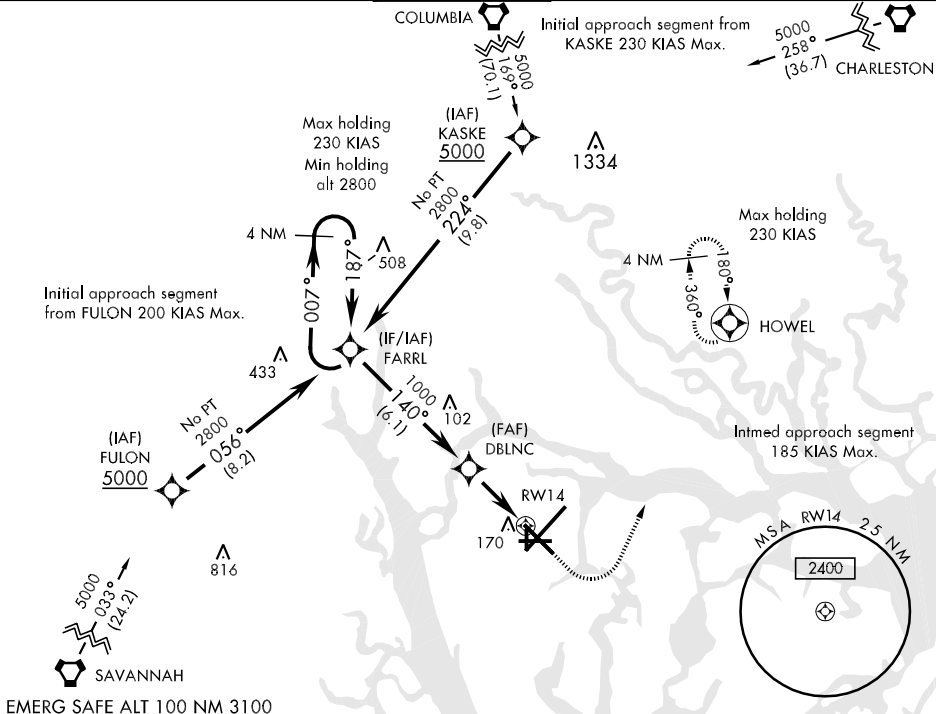 COLUMBIA
5000
169°
(70.1)
Initial approach segment from
KASKE 230 KIAS Max.
5000
258°
(36.7)
CHARLESTON
(IAF)
KASKE
5000
1334
Max holding
230 KIAS
Min holding
alt 2800
No PT
2800
224°
(9.8)
4 NM
187°
007°
508
Max holding
230 KIAS
4 NM
180°
360°
HOWEL
Initial approach segment
from FULON 200 KIAS Max.
(IF/IAF)
FARRL
433
1000
140°
(6.1)
102
No PT
2800
056°
(8.2)
(IAF)
FULON
5000
(FAF)
DBLNC
Intmed approach segment
185 KIAS Max.
RW14
170
816
MSA RW14 25 NM
2400
5000
033°
(24.2)
SAVANNAH
EMERG SAFE ALT 100 NM 3100